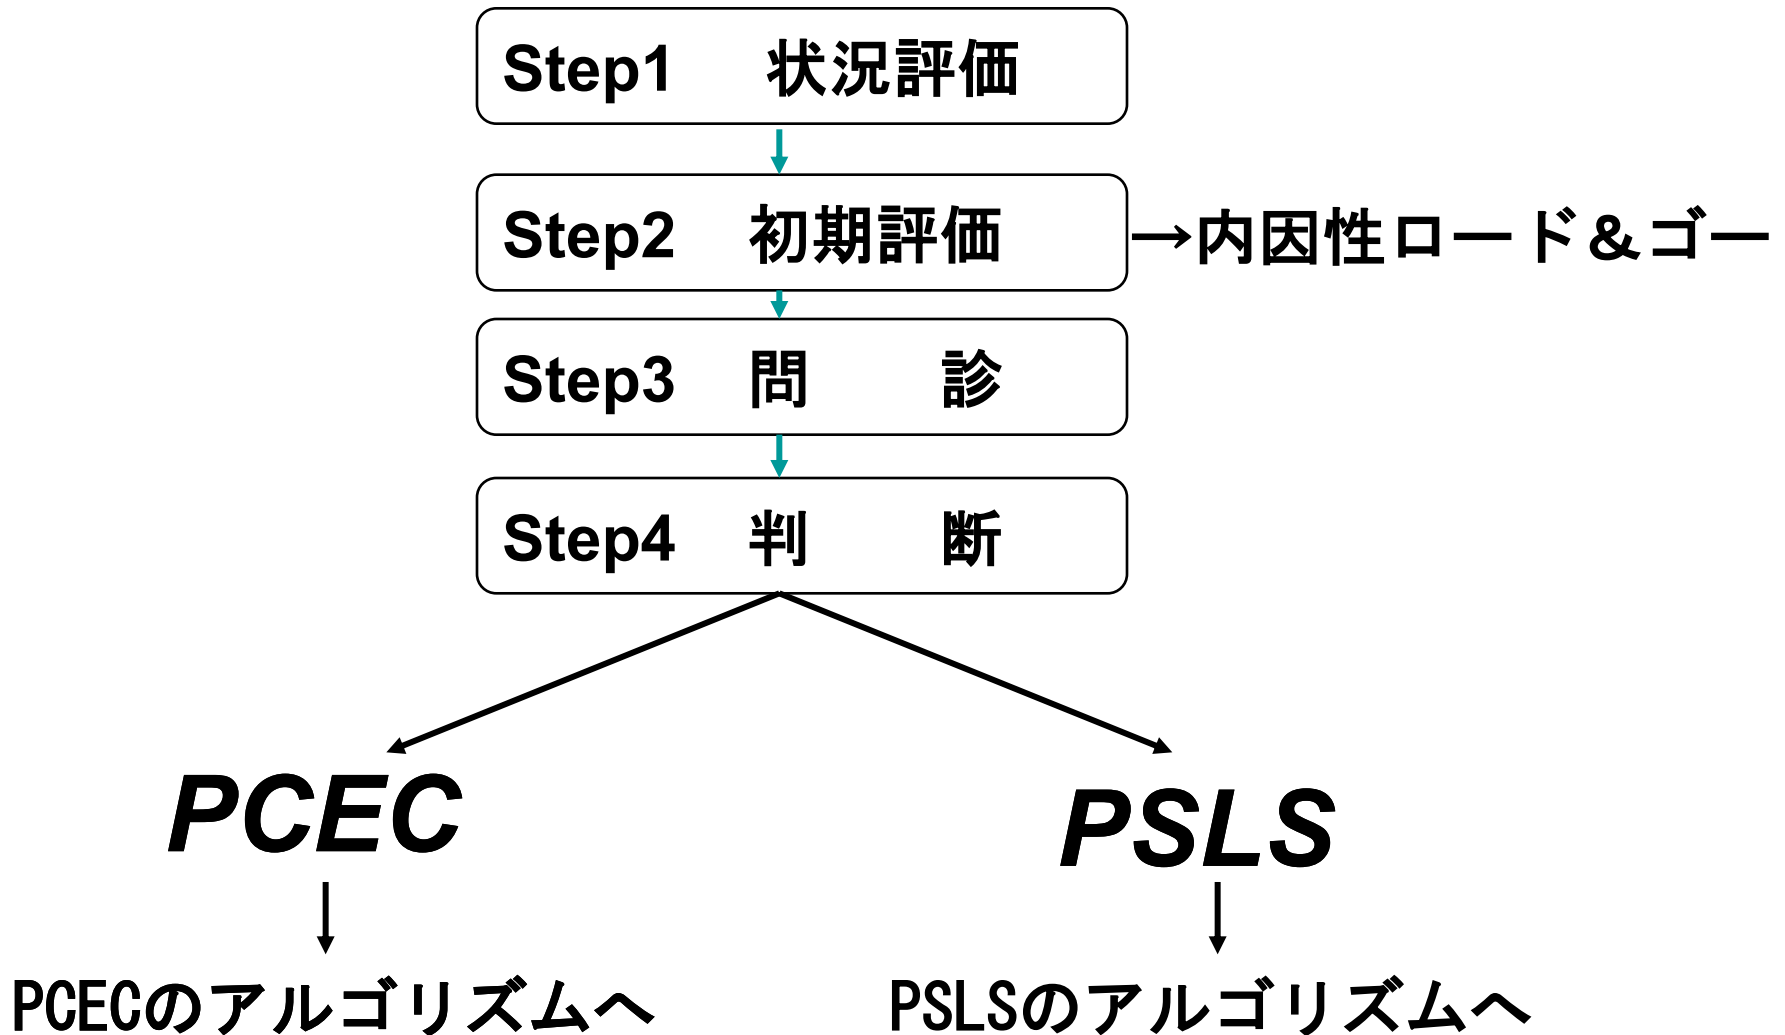 Step1 状況評価
Step2 初期評価 →内因性ロード＆ゴー
Step3 問 診
Step4 判 断
PCEC PSLS
PCECのアルゴリズムへ PSLSのアルゴリズムへ